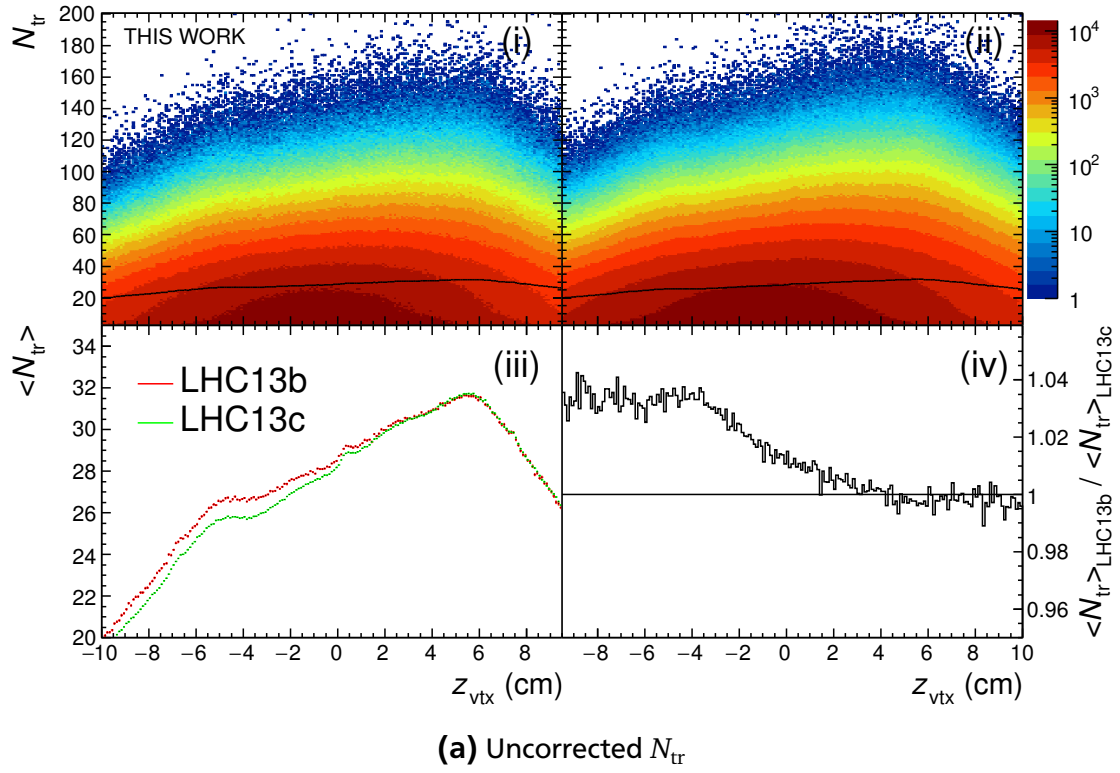 N_tr
THIS WORK
(i)
(ii)
200
180
160
140
120
100
80
60
40
20
10^4
10^3
10^2
10
1
<N_tr>
(iii)
(iv)
LHC13b
LHC13c
34
32
30
28
26
24
22
20
1.04
1.02
1
0.98
0.96
<N_tr>_LHC13b / <N_tr>_LHC13c
−10 −8 −6 −4 −2 0 2 4 6 8
−8 −6 −4 −2 0 2 4 6 8 10
z_vtx (cm)
z_vtx (cm)
(a) Uncorrected N_tr